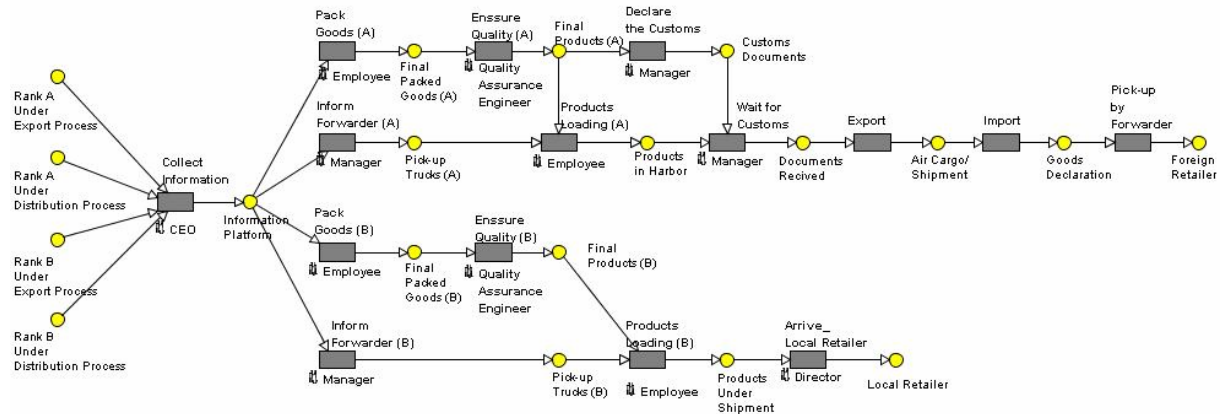 Pack
Goods (A)
Employee
Final
Packed
Goods (A)
Enssure
Quality (A)
Quality
Assurance
Engineer
Final
Products (A)
Declare
the Customs
Manager
Customs
Documents
Rank A
Under
Export Process
Rank A
Under
Distribution Process
Rank B
Under
Export Process
Rank B
Under
Distribution Process
Collect
Information
CEO
Information
Platform
Inform
Forwarder (A)
Manager
Pick-up
Trucks (A)
Products
Loading (A)
Employee
Products
in Harbor
Wait for
Customs
Manager
Documents
Recived
Export
Air Cargo/
Shipment
Import
Goods
Declaration
Pick-up
by
Forwarder
Foreign
Retailer
Pack
Goods (B)
Employee
Final
Packed
Goods (B)
Enssure
Quality (B)
Quality
Assurance
Engineer
Final
Products (B)
Inform
Forwarder (B)
Manager
Pick-up
Trucks (B)
Products
Loading (B)
Employee
Products
Under
Shipment
Arrive_
Local Retailer
Director
Local Retailer